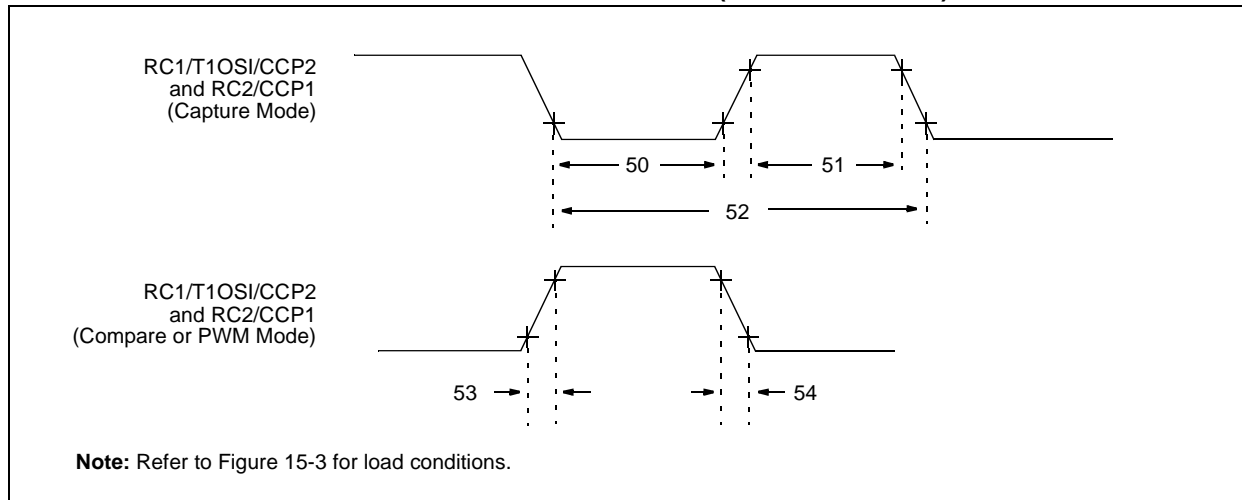 RC1/T1OSI/CCP2
and RC2/CCP1
(Capture Mode)
50
51
52
RC1/T1OSI/CCP2
and RC2/CCP1
(Compare or PWM Mode)
53
54
Note: Refer to Figure 15-3 for load conditions.